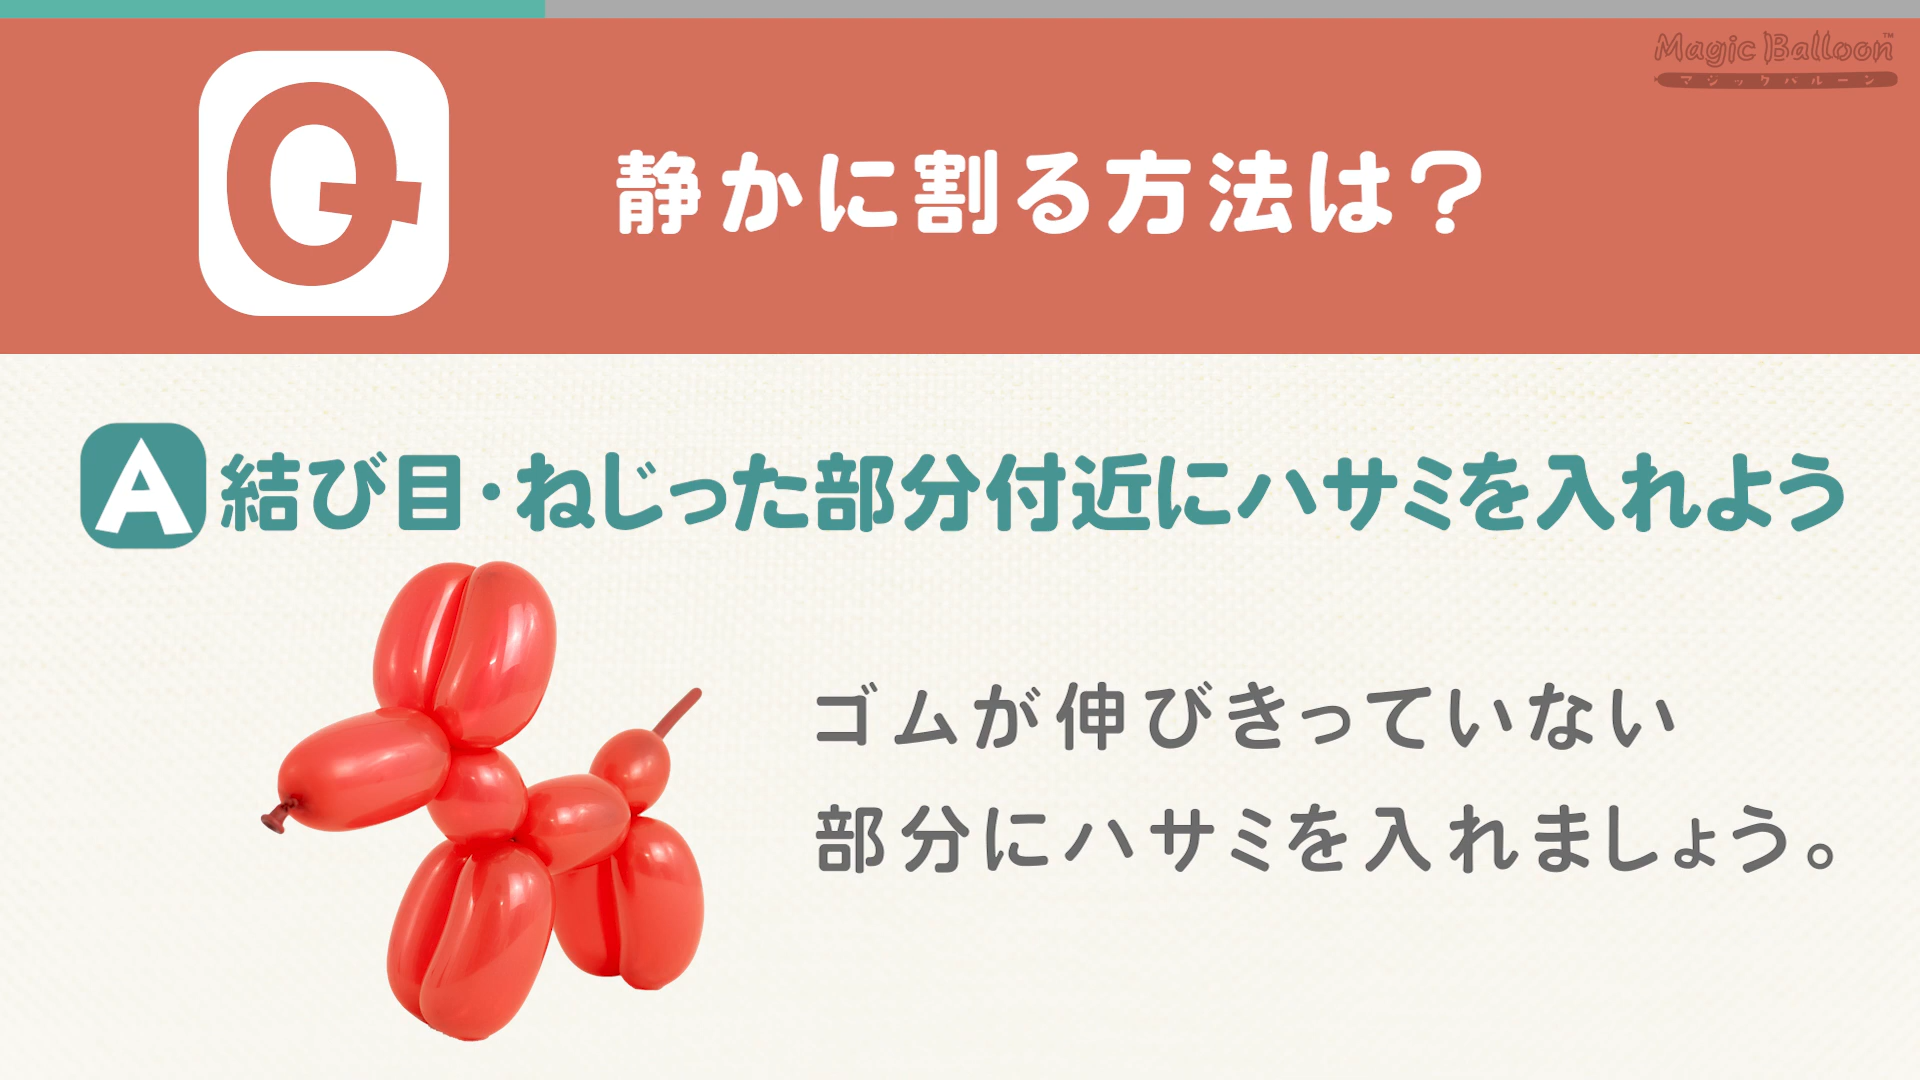 Magic Balloon™
マジックバルーン
Q
静かに割る方法は？
A 結び目・ねじった部分付近にハサミを入れよう
ゴムが伸びきっていない
部分にハサミを入れましょう。